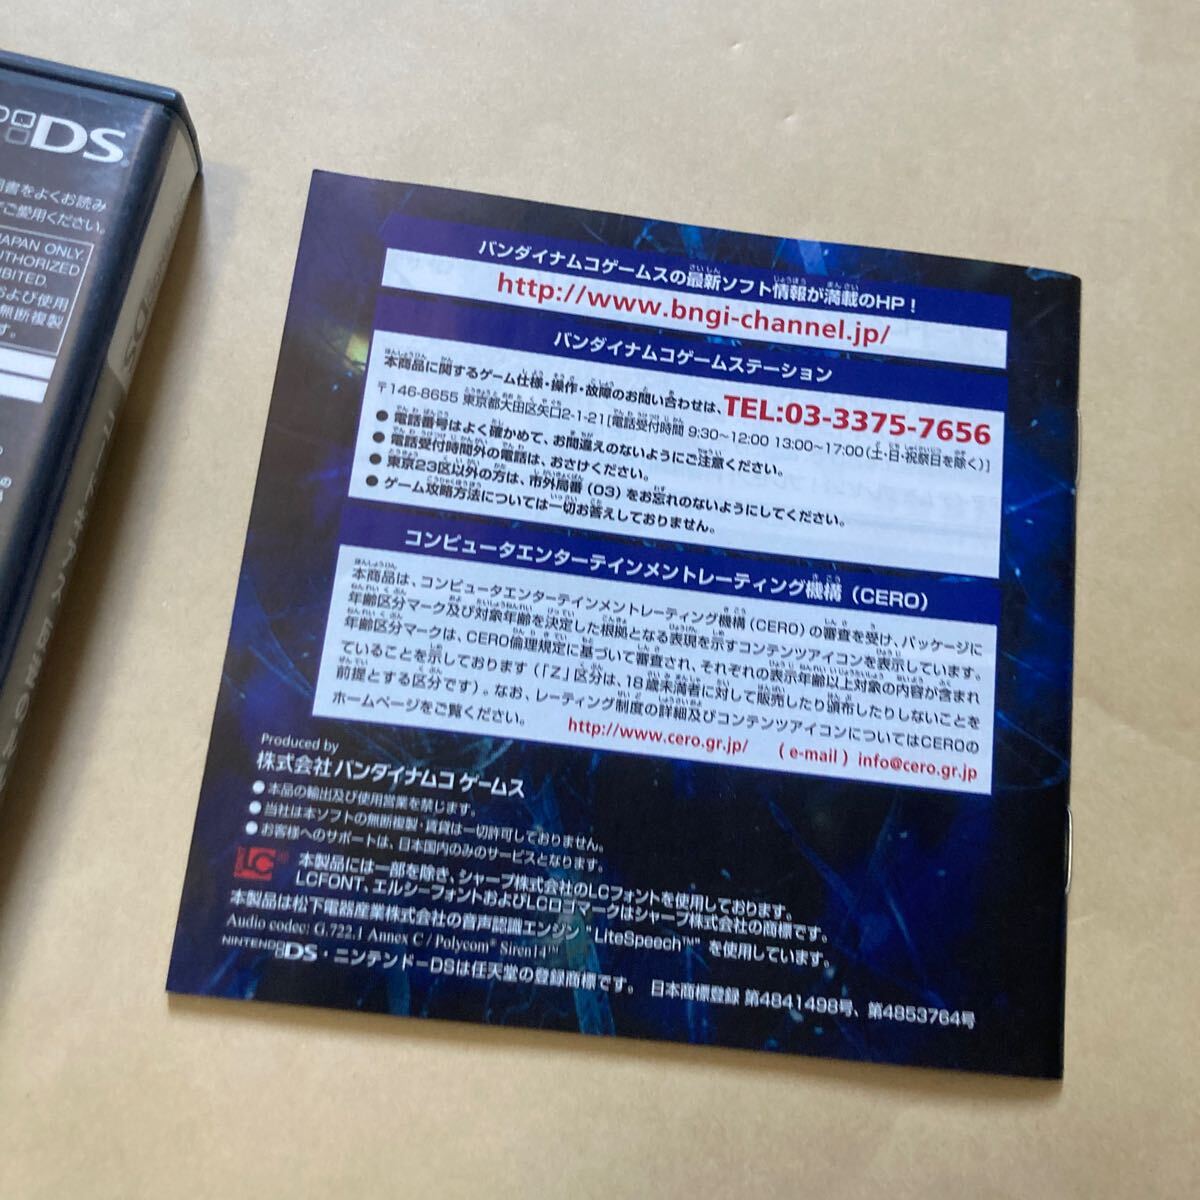 DS
書をよくお読み
ご愛用ください。
JAPAN ONLY.
および使用
無断複製
す。
バンダイナムコゲームスの最新ソフト情報が満載のHP！
http://www.bngi-channel.jp/
バンダイナムコゲームステーション
本商品に関するゲーム仕様・操作・故障のお問い合わせは、TEL:03-3375-7656
〒146-8655 東京都大田区矢口2-1-21[電話受付時間 9:30〜12:00 13:00〜17:00(土・日・祝祭日を除く)]
● 電話番号はよく確かめて、お間違えのないようにご注意ください。
● 電話受付時間外の電話は、おさけください。
● 東京23区以外の方は、市外局番（03）をお忘れのないようにしてください。
● ゲーム攻略方法については一切お答えしておりません。
コンピュータエンターテインメントレーティング機構（CERO）
本商品は、コンピュータエンターテインメントレーティング機構（CERO）の審査を受け、パッケージに
年齢区分マーク及び対象年齢を決定した根拠となる表現を示すコンテンツアイコンを表示しています。
年齢区分マークは、CERO倫理規定に基づいて審査され、それぞれの表示年齢以上対象の内容が含まれ
ていることを示しております（「Z」区分は、18歳未満者に対して販売したり頒布したりしないことを
前提とする区分です）。なお、レーティング制度の詳細及びコンテンツアイコンについてはCEROの
ホームページをご覧ください。
http://www.cero.gr.jp/ （e-mail）info@cero.gr.jp
Produced by
株式会社 バンダイナムコ ゲームス
● 本品の輸出及び使用営業を禁じます。
● 当社は本ソフトの無断複製・賃貸は一切許可しておりません。
● お客様へのサポートは、日本国内のみのサービスとなります。
LC® 本製品には一部を除き、シャープ株式会社のLCフォントを使用しております。
LCFONT、エルシーフォントおよびLCロゴマークはシャープ株式会社の商標です。
本製品は松下電器産業株式会社の音声認識エンジン “LiteSpeech™” を使用しています。
Audio codec: G.722.1 Annex C / Polycom® Siren14™
NINTENDO DS・ニンテンドーDSは任天堂の登録商標です。 日本商標登録 第4841498号、第4853764号